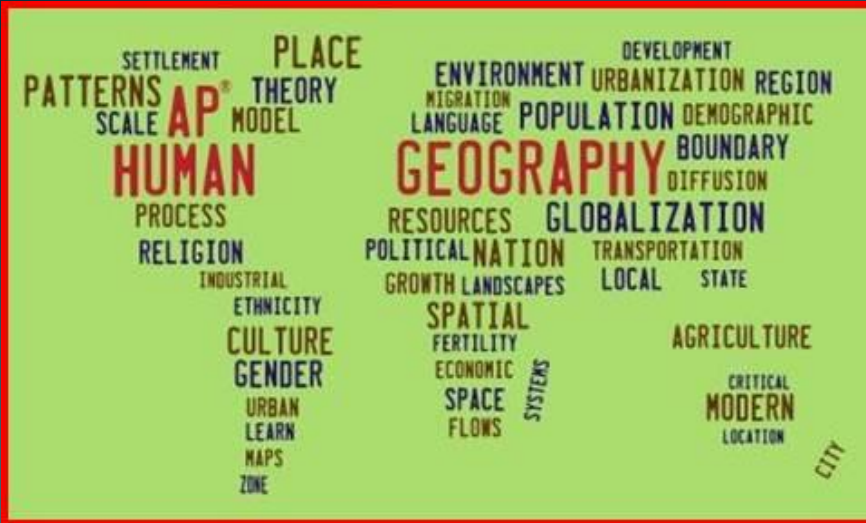 SETTLEMENT PLACE
PATTERNS AP® THEORY
SCALE MODEL
HUMAN
PROCESS
RELIGION
INDUSTRIAL
ETHNICITY
CULTURE
GENDER
URBAN
LEARN
MAPS
ZONE
DEVELOPMENT
ENVIRONMENT URBANIZATION REGION
MIGRATION
LANGUAGE POPULATION DEMOGRAPHIC
GEOGRAPHY BOUNDARY
DIFFUSION
RESOURCES GLOBALIZATION
POLITICAL NATION TRANSPORTATION
GROWTH LANDSCAPES LOCAL STATE
SPATIAL
FERTILITY
ECONOMIC
SYSTEMS
SPACE
FLOWS
AGRICULTURE
CRITICAL
MODERN
LOCATION
CITY